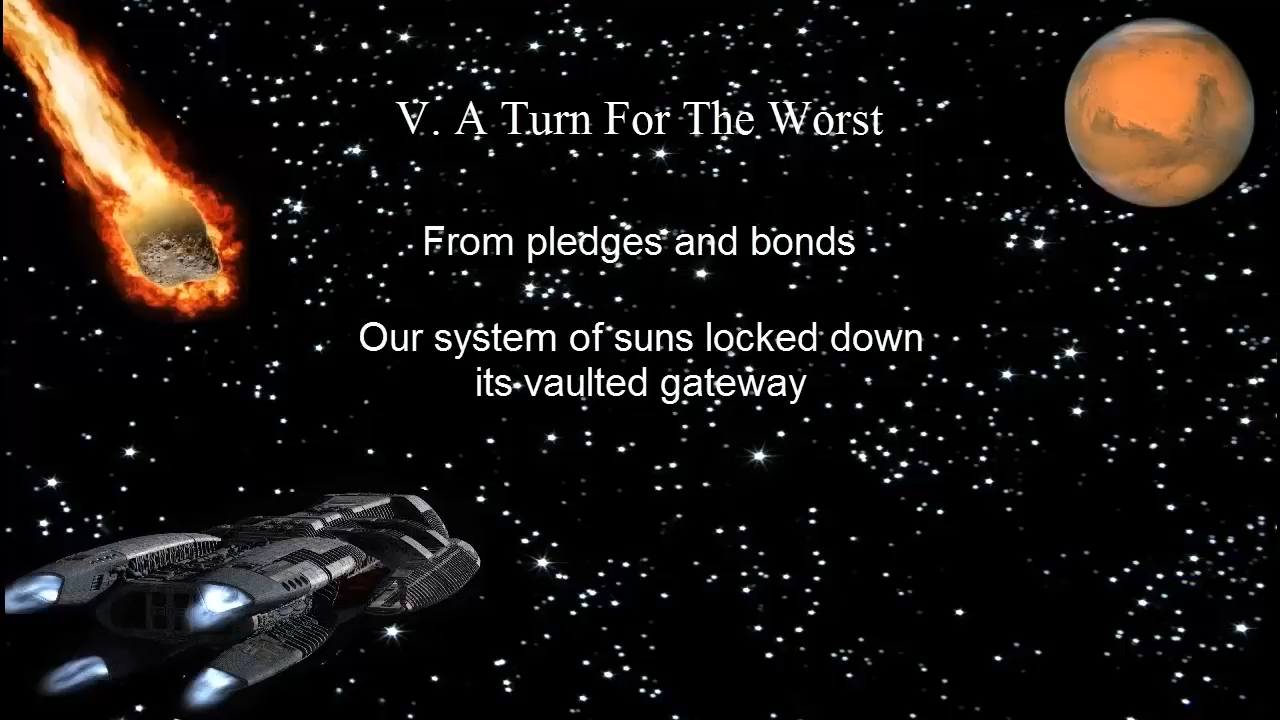 V. A Turn For The Worst
From pledges and bonds
Our system of suns locked down
its vaulted gateway